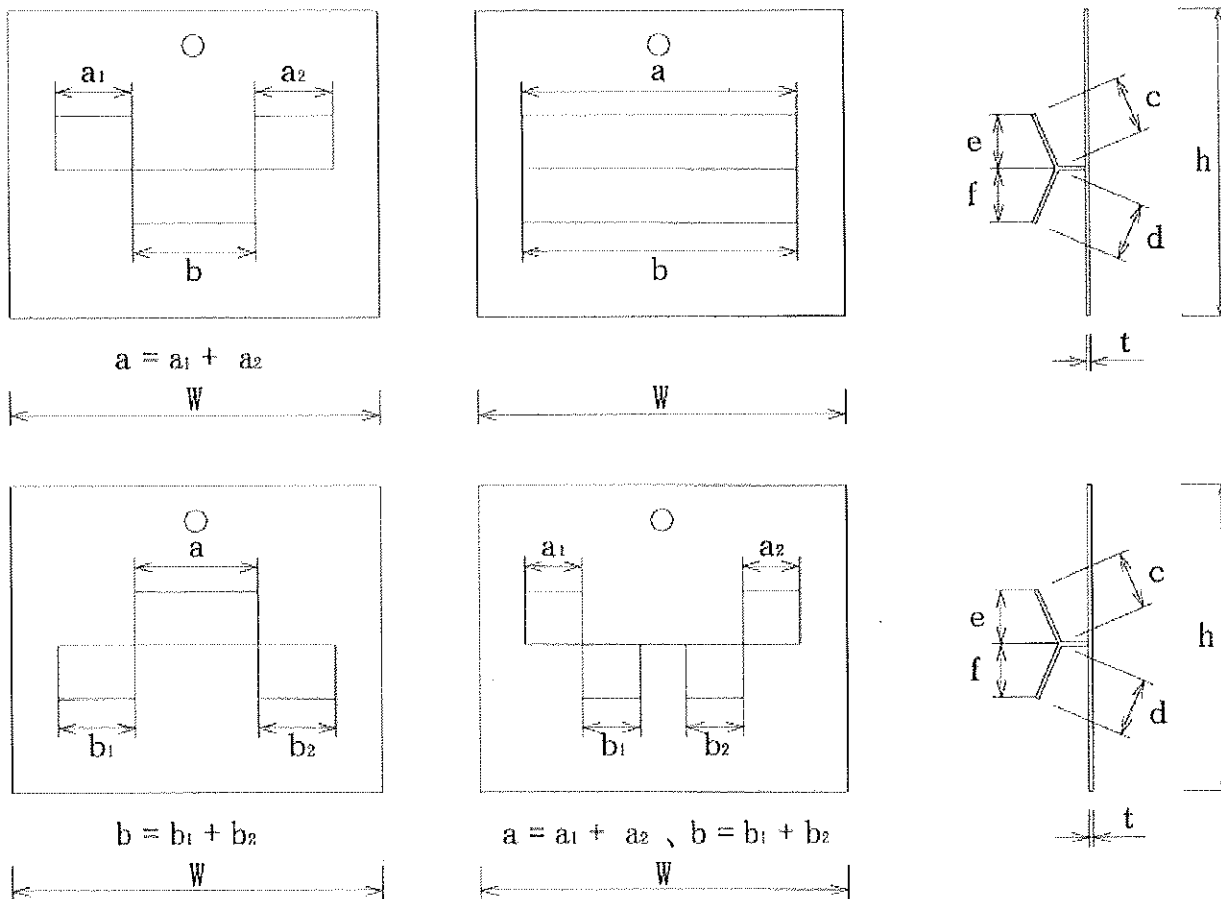 a₁ a₂
b
a = a₁ + a₂
W
a
b
W
c
e
f
d
h
t
a
b₁ b₂
b = b₁ + b₂
W
a₁ a₂
b₁ b₂
a = a₁ + a₂ 、 b = b₁ + b₂
W
c
e
f
d
h
t